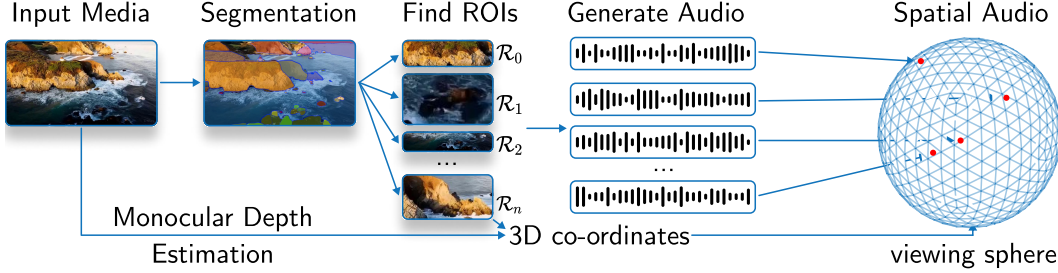 Input Media
Segmentation
Find ROIs
Generate Audio
Spatial Audio
R0
R1
R2
...
Rn
...
Monocular Depth
Estimation
3D co-ordinates
viewing sphere